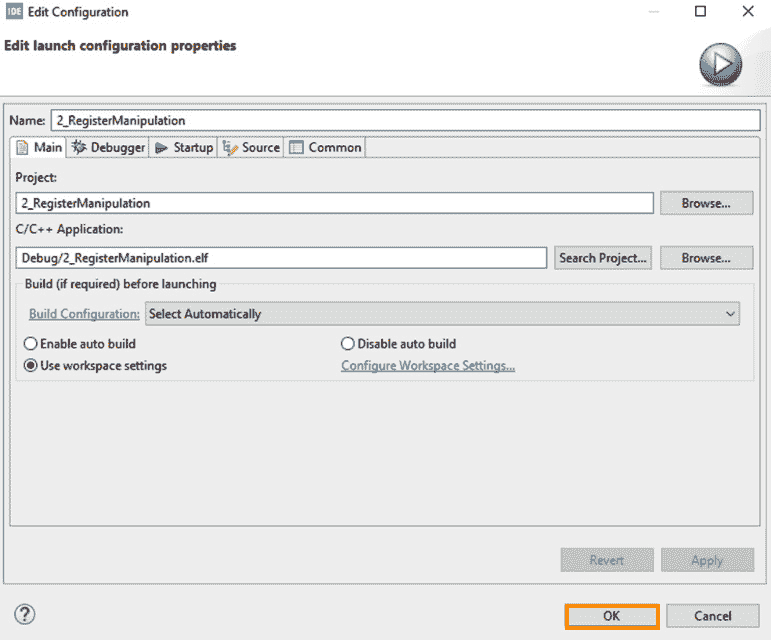 IDE Edit Configuration
Edit launch configuration properties
Name: 2_RegisterManipulation
Main Debugger Startup Source Common
Project:
2_RegisterManipulation Browse...
C/C++ Application:
Debug/2_RegisterManipulation.elf Search Project... Browse...
Build (if required) before launching
Build Configuration: Select Automatically
Enable auto build Disable auto build
Use workspace settings Configure Workspace Settings...
Revert Apply
? OK Cancel